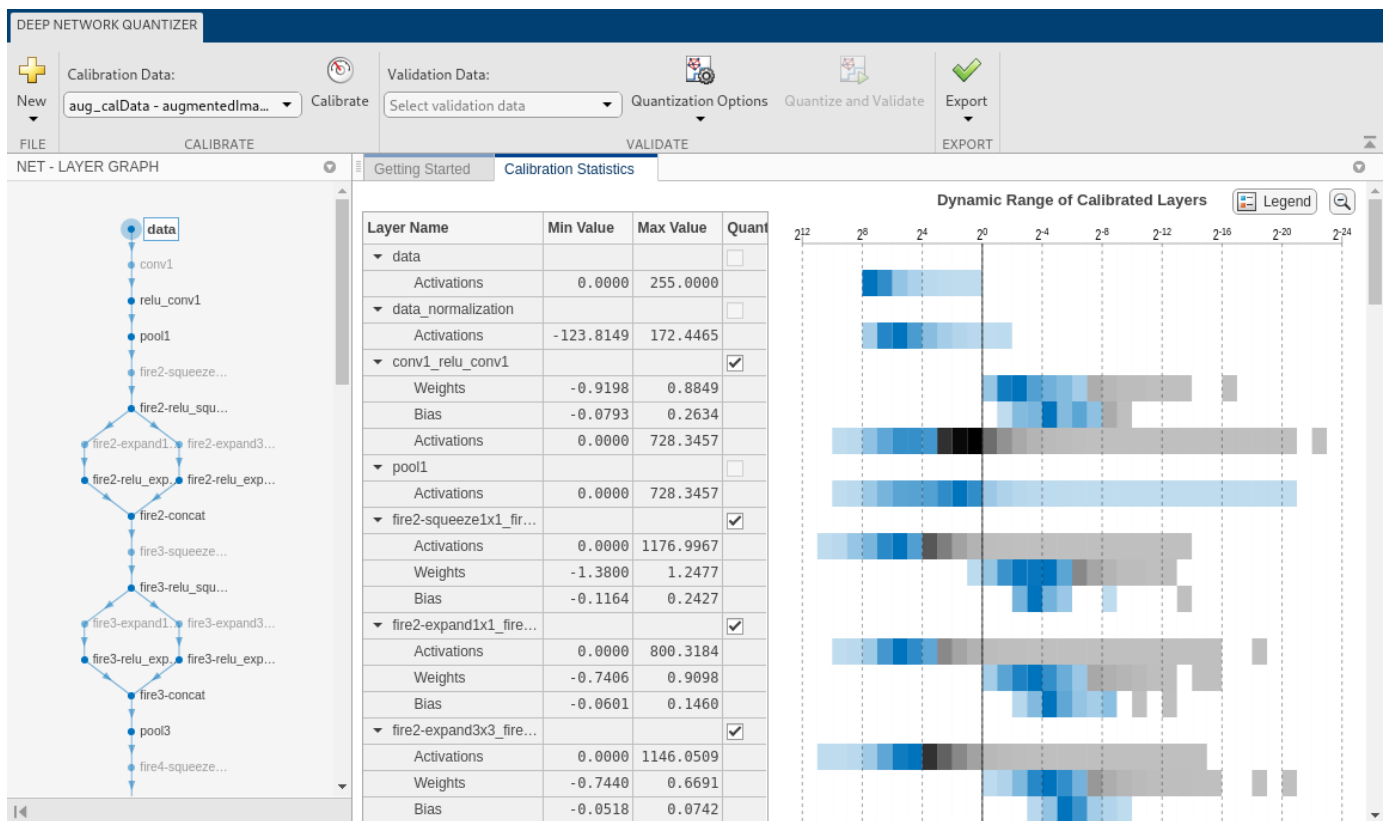 DEEP NETWORK QUANTIZER
Calibration Data:
Validation Data:
New
aug_calData - augmentedIma...
Calibrate
Select validation data
Quantization Options
Quantize and Validate
Export
FILE
CALIBRATE
VALIDATE
EXPORT
NET - LAYER GRAPH
data
conv1
relu_conv1
pool1
fire2-squeeze...
fire2-relu_squ...
fire2-expand1... fire2-expand3...
fire2-relu_exp... fire2-relu_exp...
fire2-concat
fire3-squeeze...
fire3-relu_squ...
fire3-expand1... fire3-expand3...
fire3-relu_exp... fire3-relu_exp...
fire3-concat
pool3
fire4-squeeze...
Getting Started
Calibration Statistics
Dynamic Range of Calibrated Layers
Legend
Layer Name Min Value Max Value Quant
2^12 2^8 2^4 2^0 2^-4 2^-8 2^-12 2^-16 2^-20 2^-24
data
Activations 0.0000 255.0000
data_normalization
Activations -123.8149 172.4465
conv1_relu_conv1
Weights -0.9198 0.8849
Bias -0.0793 0.2634
Activations 0.0000 728.3457
pool1
Activations 0.0000 728.3457
fire2-squeeze1x1_fir...
Activations 0.0000 1176.9967
Weights -1.3800 1.2477
Bias -0.1164 0.2427
fire2-expand1x1_fire...
Activations 0.0000 800.3184
Weights -0.7406 0.9098
Bias -0.0601 0.1460
fire2-expand3x3_fire...
Activations 0.0000 1146.0509
Weights -0.7440 0.6691
Bias -0.0518 0.0742